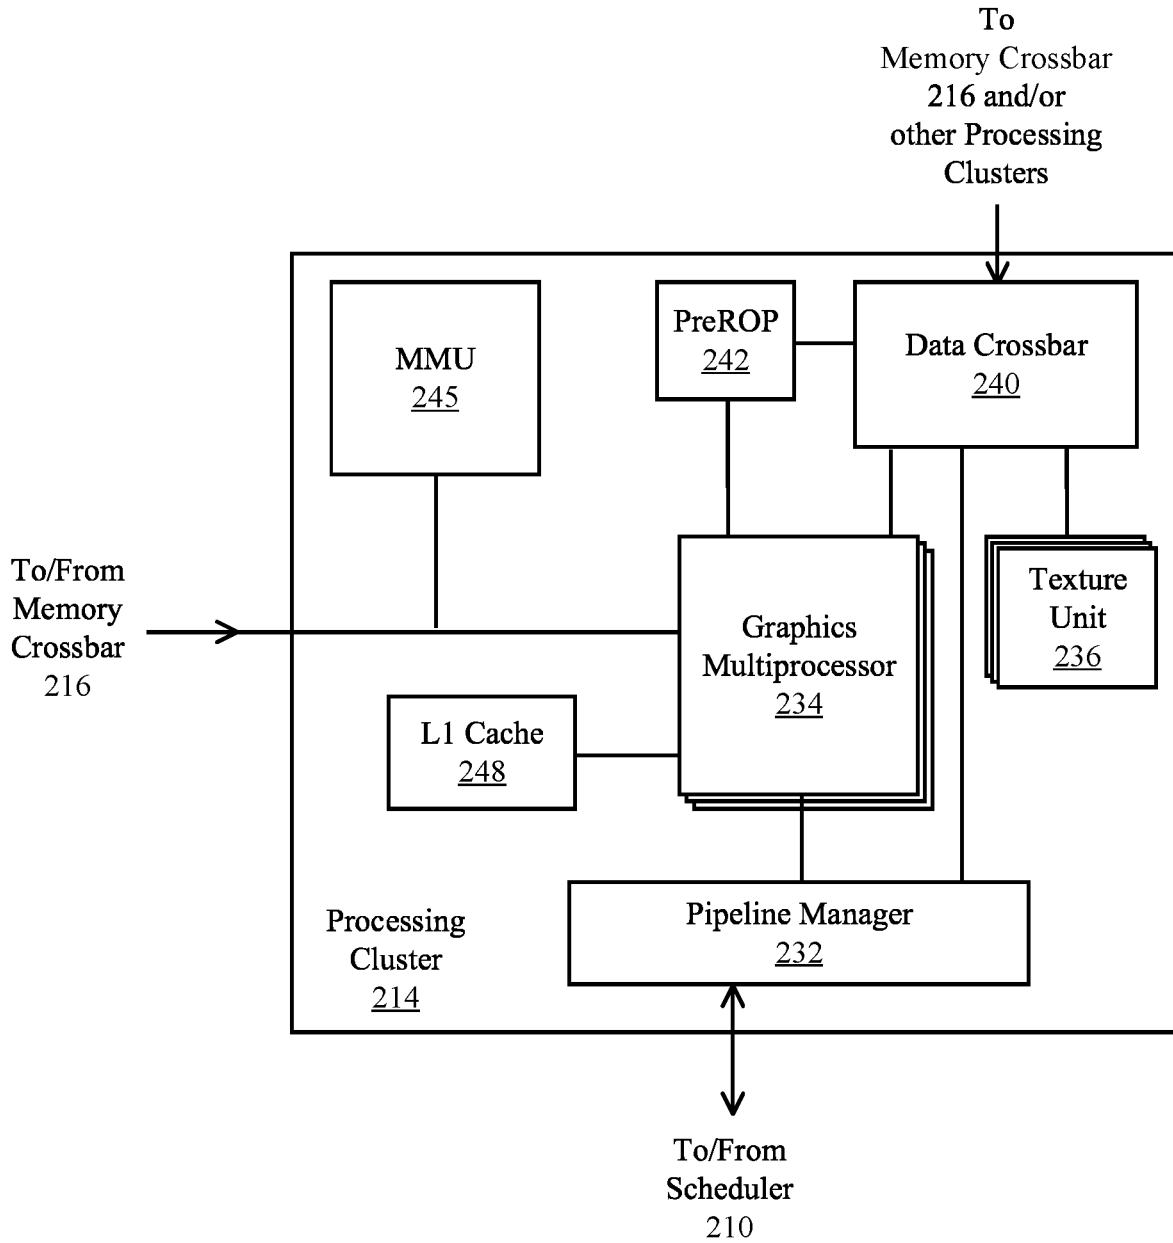 To
Memory Crossbar
216 and/or
other Processing
Clusters
MMU
245
PreROP
242
Data Crossbar
240
To/From
Memory
Crossbar
216
Graphics
Multiprocessor
234
Texture
Unit
236
L1 Cache
248
Processing
Cluster
214
Pipeline Manager
232
To/From
Scheduler
210